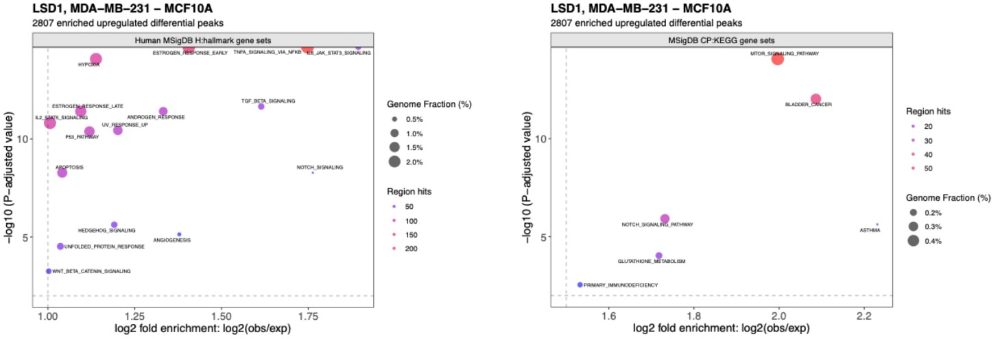 LSD1, MDA−MB−231 − MCF10A
2807 enriched upregulated differential peaks
Human MSigDB H:hallmark gene sets
ESTROGEN_RESPONSE_EARLY
TNFA_SIGNALING_VIA_NFKB
IL6_JAK_STAT3_SIGNALING
HYPOXIA
ESTROGEN_RESPONSE_LATE
TGF_BETA_SIGNALING
IL2_STAT5_SIGNALING
ANDROGEN_RESPONSE
UV_RESPONSE_UP
P53_PATHWAY
APOPTOSIS
NOTCH_SIGNALING
HEDGEHOG_SIGNALING
ANGIOGENESIS
UNFOLDED_PROTEIN_RESPONSE
WNT_BETA_CATENIN_SIGNALING
10
5
−log10 (P−adjusted value)
1.00
1.25
1.50
1.75
log2 fold enrichment: log2(obs/exp)
Genome Fraction (%)
0.5%
1.0%
1.5%
2.0%
Region hits
50
100
150
200
LSD1, MDA−MB−231 − MCF10A
2807 enriched upregulated differential peaks
MSigDB CP:KEGG gene sets
MTOR_SIGNALING_PATHWAY
BLADDER_CANCER
NOTCH_SIGNALING_PATHWAY
ASTHMA
GLUTATHIONE_METABOLISM
PRIMARY_IMMUNODEFICIENCY
10
5
−log10 (P−adjusted value)
1.6
1.8
2.0
2.2
log2 fold enrichment: log2(obs/exp)
Region hits
20
30
40
50
Genome Fraction (%)
0.2%
0.3%
0.4%